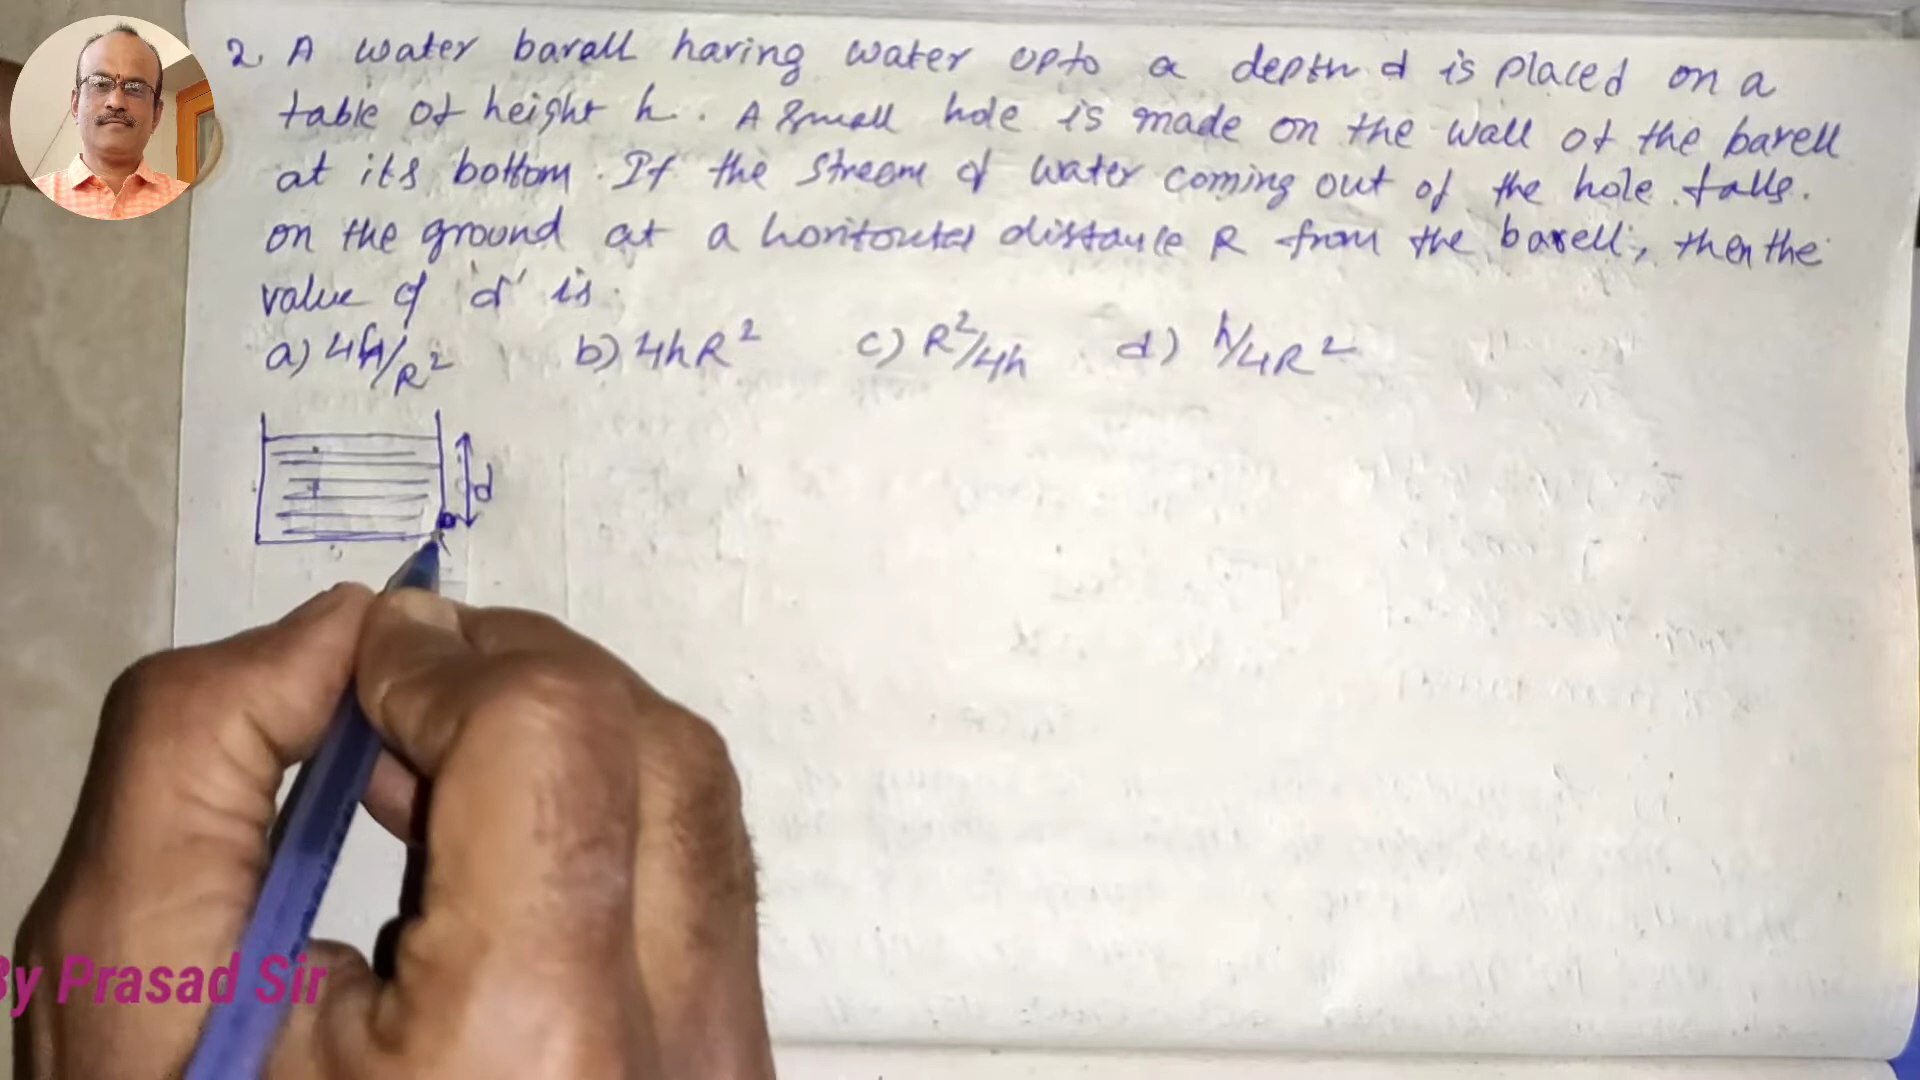 2. A water barall having water upto a depth d is placed on a
table of height h. A small hole is made on the wall of the barell
at its bottom. If the stream of water coming out of the hole falls.
on the ground at a horizontal distance R from the barell, then the
value of 'd' is.
a) 4h/R² b) 4hR² c) R²/4h d) h/4R²
d
By Prasad Sir